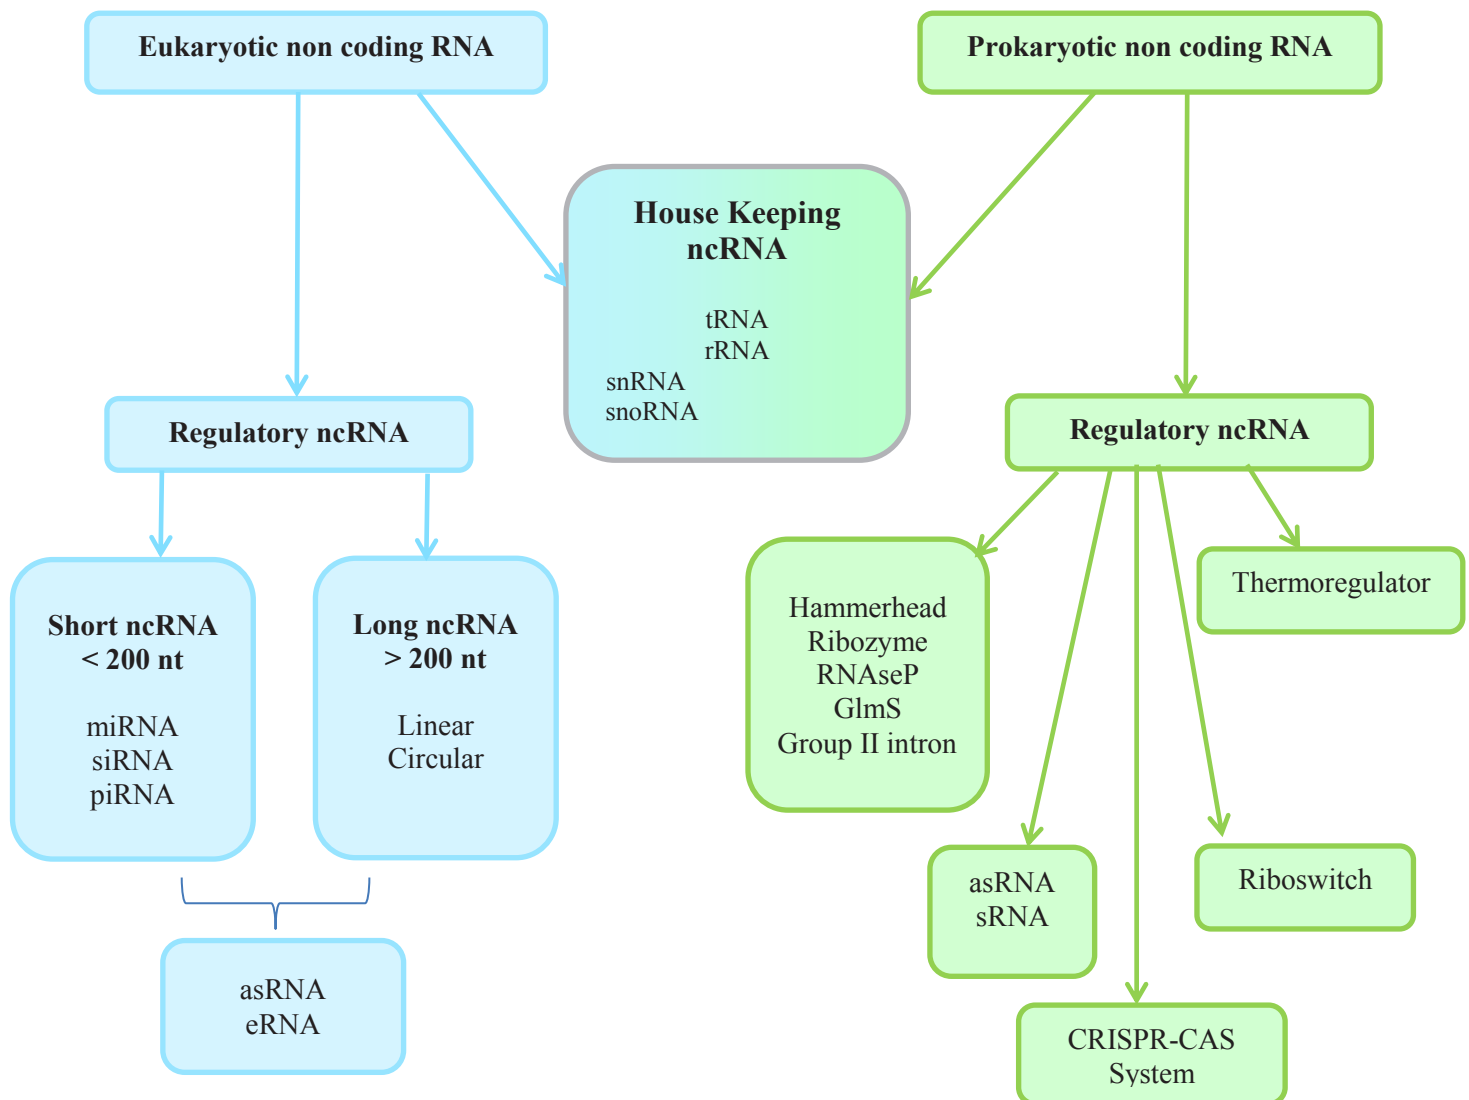 Eukaryotic non coding RNA
Prokaryotic non coding RNA
House Keeping
ncRNA
tRNA
rRNA
snRNA
snoRNA
Regulatory ncRNA
Regulatory ncRNA
Short ncRNA
< 200 nt
miRNA
siRNA
piRNA
Long ncRNA
> 200 nt
Linear
Circular
asRNA
eRNA
Hammerhead
Ribozyme
RNAseP
GlmS
Group II intron
Thermoregulator
asRNA
sRNA
Riboswitch
CRISPR-CAS
System